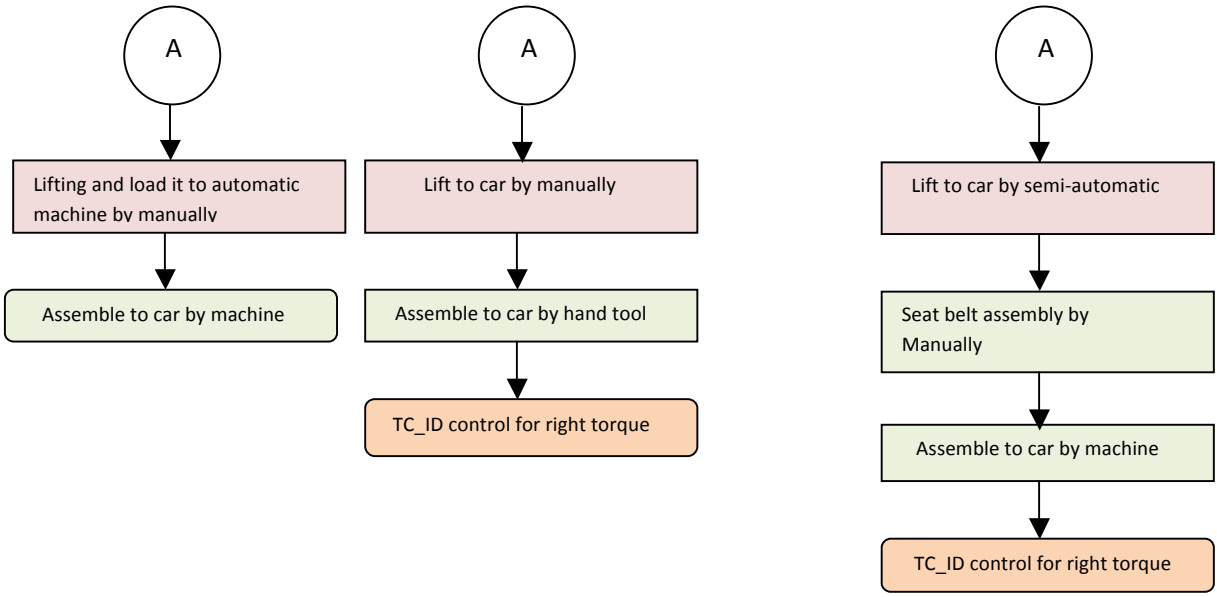 A
Lifting and load it to automatic
machine by manually
Assemble to car by machine
A
Lift to car by manually
Assemble to car by hand tool
TC_ID control for right torque
A
Lift to car by semi-automatic
Seat belt assembly by
Manually
Assemble to car by machine
TC_ID control for right torque